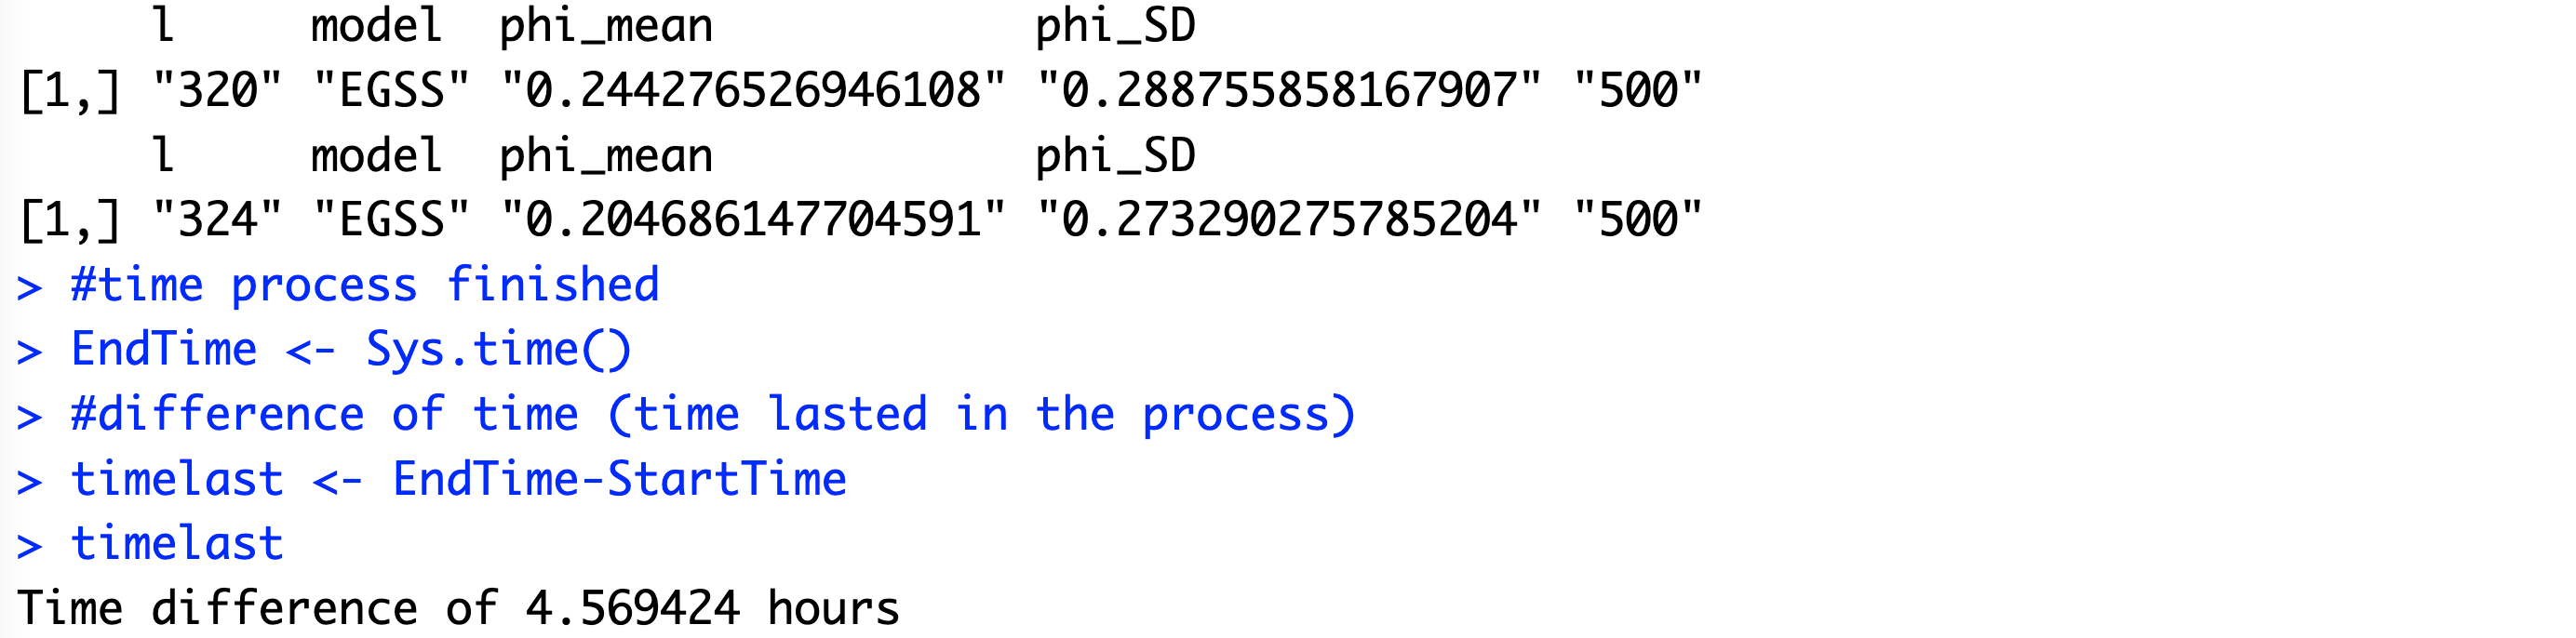 l model phi_mean phi_SD
[1,] "320" "EGSS" "0.244276526946108" "0.288755858167907" "500"
l model phi_mean phi_SD
[1,] "324" "EGSS" "0.204686147704591" "0.273290275785204" "500"
> #time process finished
> EndTime <- Sys.time()
> #difference of time (time lasted in the process)
> timelast <- EndTime-StartTime
> timelast
Time difference of 4.569424 hours